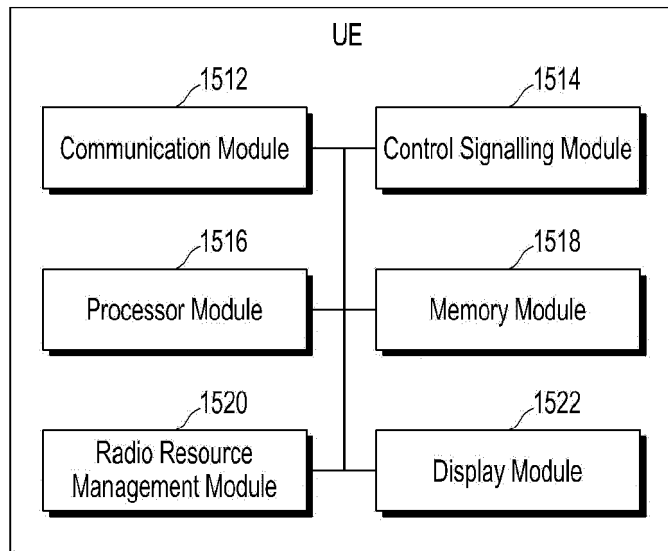 UE
1512
1514
Communication Module
Control Signalling Module
1516
1518
Processor Module
Memory Module
1520
1522
Radio Resource
Management Module
Display Module